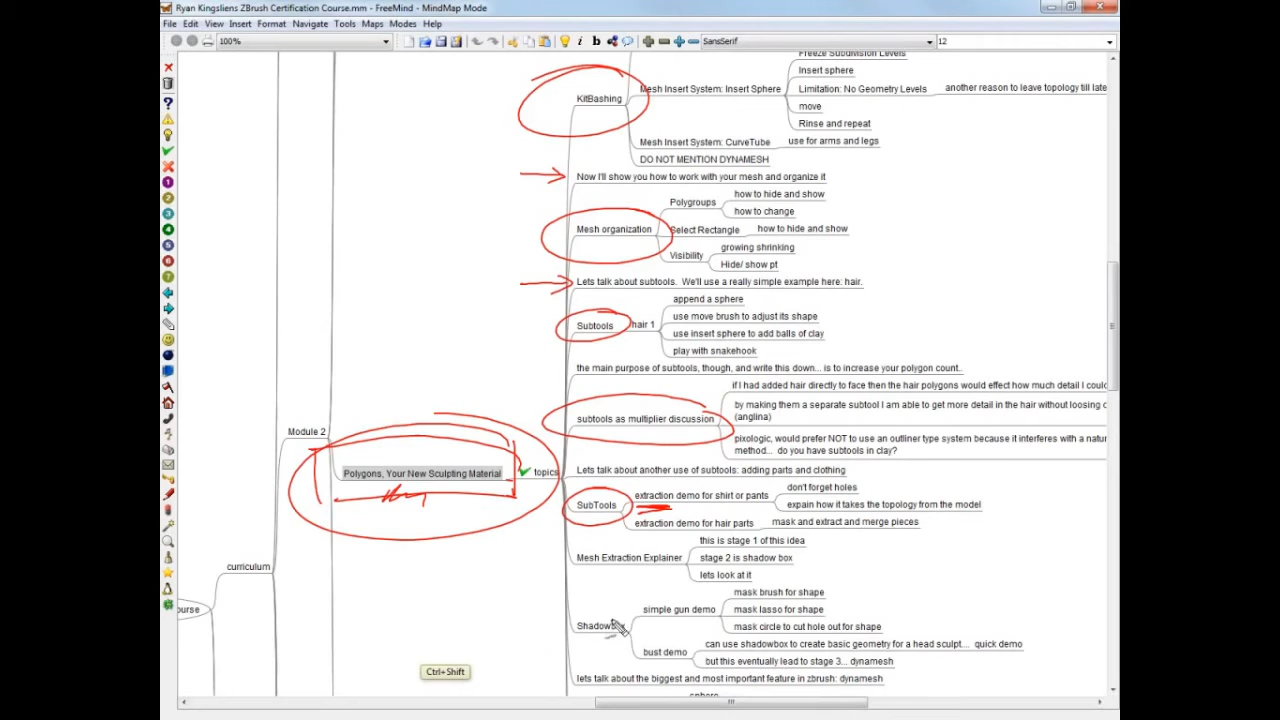 Ryan Kingsliens ZBrush Certification Course.mm - FreeMind - MindMap Mode
File Edit View Insert Format Navigate Tools Maps Modes Help
100%
SansSerif
12
Freeze Subdivision Levels
Insert sphere
KitBashing
Mesh Insert System: Insert Sphere
Limitation: No Geometry Levels
another reason to leave topology till late
move
Rinse and repeat
Mesh Insert System: CurveTube
use for arms and legs
DO NOT MENTION DYNAMESH
Now I'll show you how to work with your mesh and organize it
Polygroups
how to hide and show
how to change
Mesh organization
Select Rectangle
how to hide and show
Visibility
growing shrinking
Hide/ show pt
Lets talk about subtools. We'll use a really simple example here: hair.
append a sphere
Subtools
hair 1
use move brush to adjust its shape
use insert sphere to add balls of clay
play with snakehook
the main purpose of subtools, though, and write this down... is to increase your polygon count..
if I had added hair directly to face then the hair polygons would effect how much detail I could
subtools as multiplier discussion
by making them a separate subtool I am able to get more detail in the hair without loosing
(anglina)
pixologic, would prefer NOT to use an outliner type system because it interferes with a
method... do you have subtools in clay?
Module 2
Polygons, Your New Sculpting Material
topics
Lets talk about another use of subtools: adding parts and clothing
SubTools
extraction demo for shirt or pants
don't forget holes
expain how it takes the topology from the model
extraction demo for hair parts
mask and extract and merge pieces
Mesh Extraction Explainer
this is stage 1 of this idea
stage 2 is shadow box
lets look at it
curriculum
ourse
simple gun demo
mask brush for shape
mask lasso for shape
mask circle to cut hole out for shape
bust demo
can use shadowbox to create basic geometry for a head sculpt... quick demo
but this eventually lead to stage 3... dynamesh
Ctrl+Shift
lets talk about the biggest and most important feature in zbrush: dynamesh
sphere